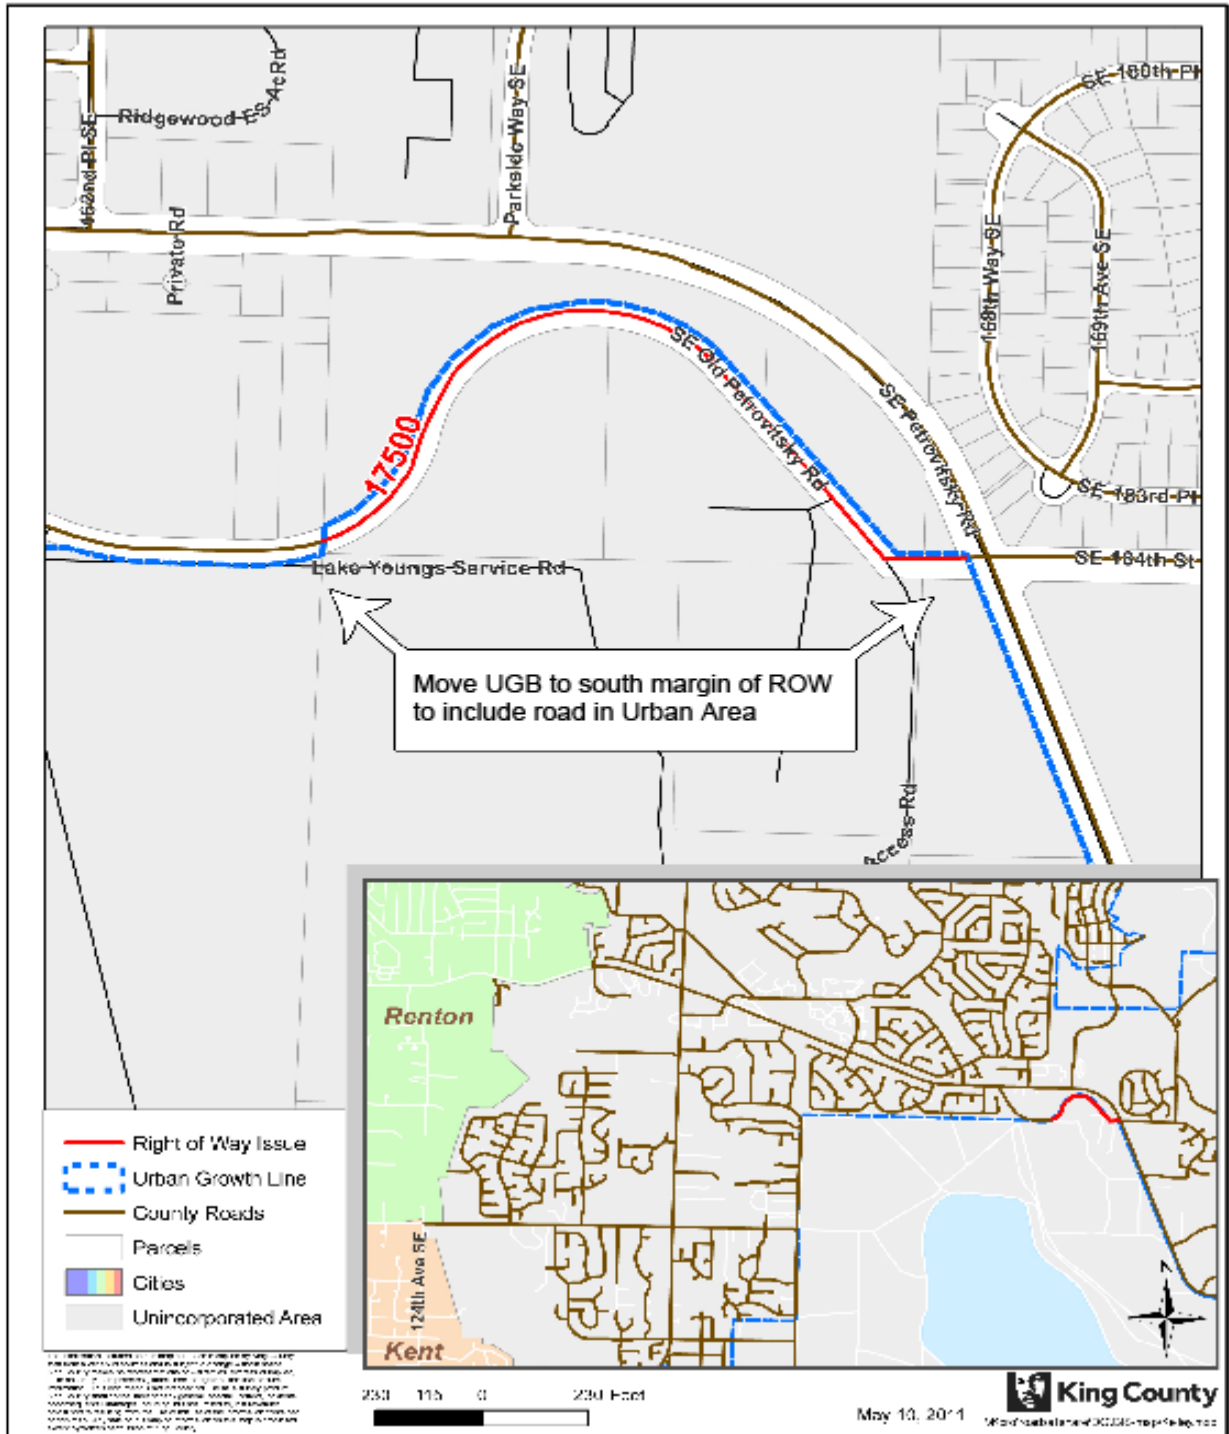 SE 180th Pl
Ridgewood ES Ac Rd
162nd Pl SE
Parkside Way SE
Private Rd
168th Way SE
169th Ave SE
SE Old Petrovitsky Rd
SE Petrovitsky Rd
17500
SE 183rd Pl
SE 184th St
Lake Youngs Service Rd
Move UGB to south margin of ROW
to include road in Urban Area
Access Rd
Renton
124th Ave SE
Kent
Right of Way Issue
Urban Growth Line
County Roads
Parcels
Cities
Unincorporated Area
230 115 0 230 Feet
May 10, 2011
King County